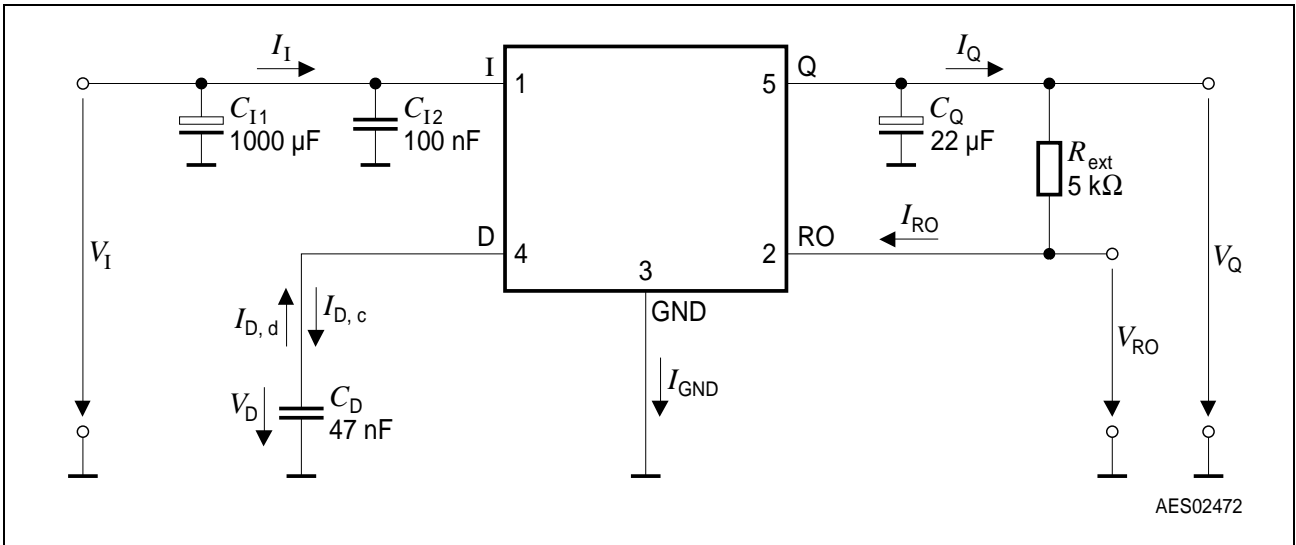 I_I
I_Q
I
1
5
Q
C_I1
1000 µF
C_I2
100 nF
C_Q
22 µF
R_ext
5 kΩ
I_RO
D
4
2
RO
V_I
V_Q
3
GND
I_D, d
I_D, c
V_RO
I_GND
V_D
C_D
47 nF
AES02472